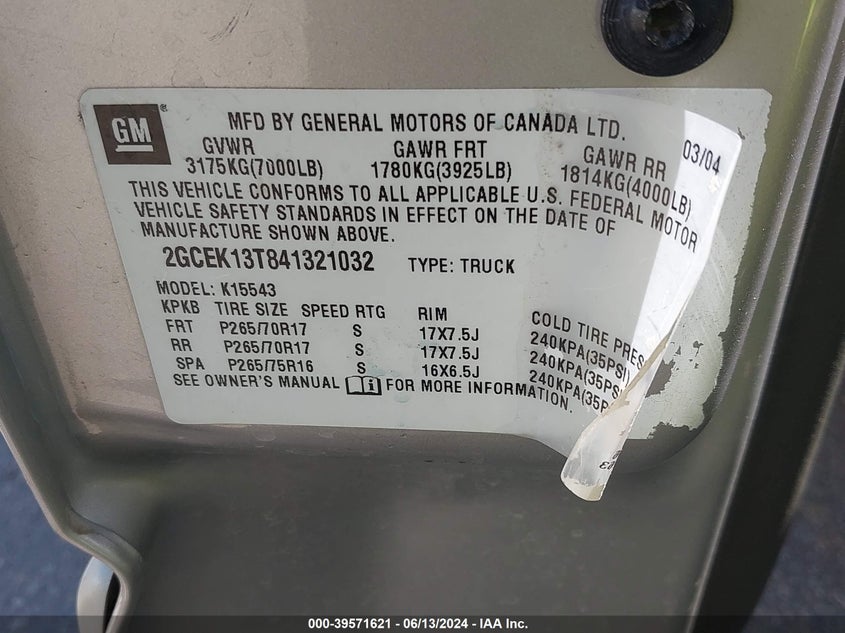 GM ® MFD BY GENERAL MOTORS OF CANADA LTD. 03/04
GVWR GAWR FRT GAWR RR
3175KG(7000LB) 1780KG(3925LB) 1814KG(4000LB)
THIS VEHICLE CONFORMS TO ALL APPLICABLE U.S. FEDERAL MOTOR
VEHICLE SAFETY STANDARDS IN EFFECT ON THE DATE OF
MANUFACTURE SHOWN ABOVE.
2GCEK13T841321032 TYPE: TRUCK
MODEL: K15543
KPKB TIRE SIZE SPEED RTG RIM COLD TIRE PRES
FRT P265/70R17 S 17X7.5J 240KPA(35PSI)
RR P265/70R17 S 17X7.5J 240KPA(35PSI)
SPA P265/75R16 S 16X6.5J 240KPA(35P
SEE OWNER'S MANUAL FOR MORE INFORMATION.
000-39571621 - 06/13/2024 - IAA Inc.